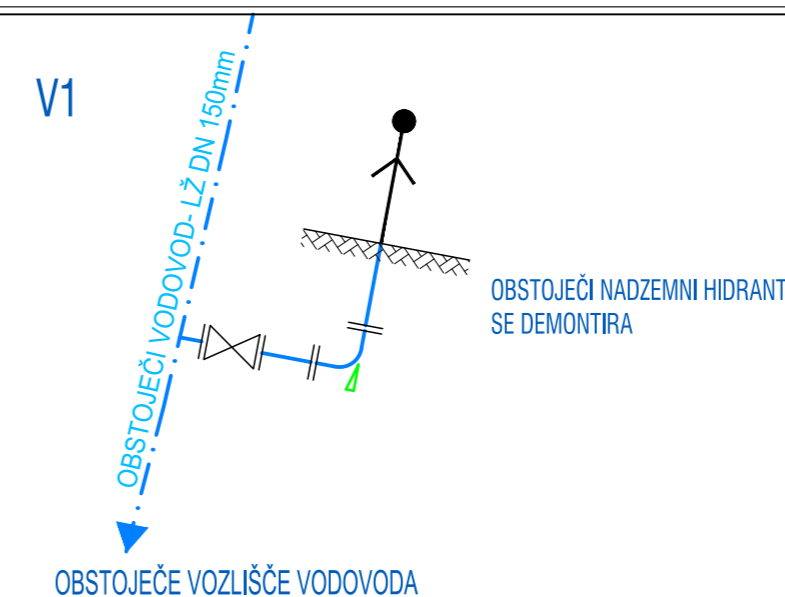 V1
OBSTOJEČI VODOVOD- LŽ DN 150mm
OBSTOJEČI NADZEMNI HIDRANT
SE DEMONTIRA
OBSTOJEČE VOZLIŠČE VODOVODA